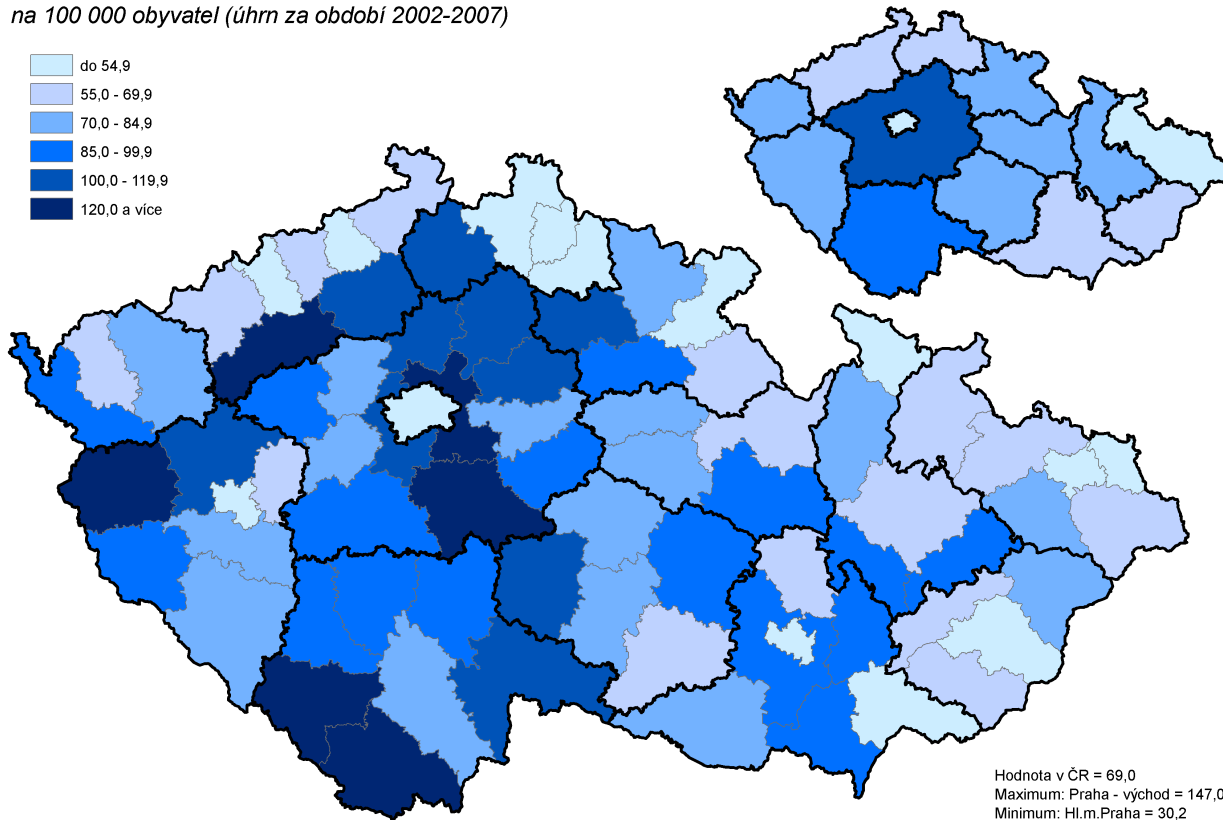 na 100 000 obyvatel (úhrn za období 2002-2007)
do 54,9
55,0 - 69,9
70,0 - 84,9
85,0 - 99,9
100,0 - 119,9
120,0 a více
Hodnota v ČR = 69,0
Maximum: Praha - východ = 147,0
Minimum: Hl.m.Praha = 30,2